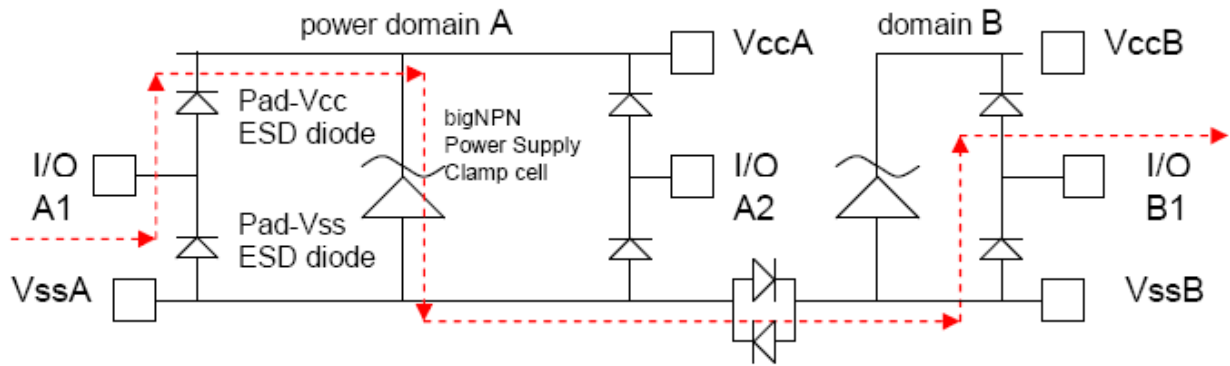 power domain A
VccA
domain B
VccB
Pad-Vcc
ESD diode
bigNPN
Power Supply
Clamp cell
I/O
A1
I/O
A2
I/O
B1
Pad-Vss
ESD diode
VssA
VssB